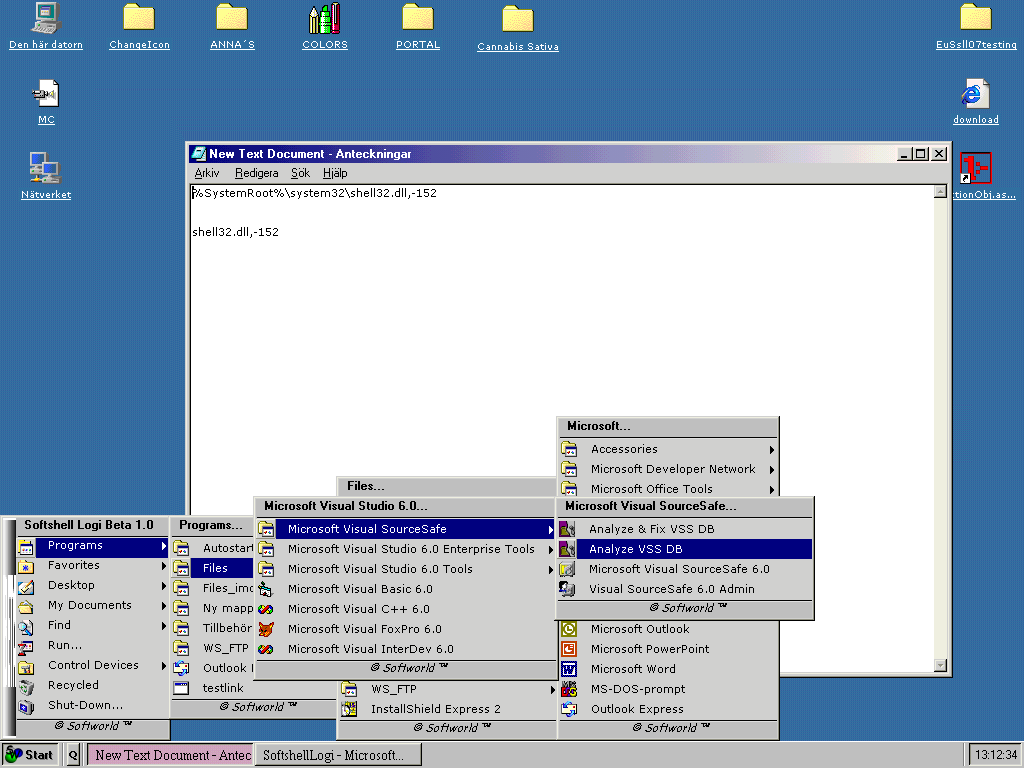 Den här datorn
ChangeIcon
ANNA´S
COLORS
PORTAL
Cannabis Sativa
EuSsll07testing
MC
download
Nätverket
tionObj.as...
New Text Document - Anteckningar
Arkiv Redigera Sök Hjälp
%SystemRoot%\system32\shell32.dll,-152
shell32.dll,-152
Microsoft...
Accessories
Microsoft Developer Network
Microsoft Office Tools
Microsoft Outlook
Microsoft PowerPoint
Microsoft Word
MS-DOS-prompt
Outlook Express
© Softworld ™
Files...
WS_FTP
InstallShield Express 2
© Softworld ™
Microsoft Visual Studio 6.0...
Microsoft Visual SourceSafe
Microsoft Visual Studio 6.0 Enterprise Tools
Microsoft Visual Studio 6.0 Tools
Microsoft Visual Basic 6.0
Microsoft Visual C++ 6.0
Microsoft Visual FoxPro 6.0
Microsoft Visual InterDev 6.0
© Softworld ™
Microsoft Visual SourceSafe...
Analyze & Fix VSS DB
Analyze VSS DB
Microsoft Visual SourceSafe 6.0
Visual SourceSafe 6.0 Admin
© Softworld ™
Softshell Logi Beta 1.0
Programs
Favorites
Desktop
My Documents
Find
Run...
Control Devices
Recycled
Shut-Down...
© Softworld ™
Programs...
Autostart
Files
Files_imc
Ny mapp
Tillbehör
WS_FTP
Outlook
testlink
© Softworld ™
Start
Q
New Text Document - Antec
SoftshellLogi - Microsoft...
13:12:34